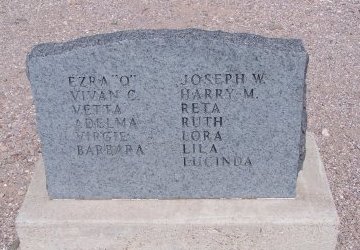 EZRA "O"
VIVAN C.
VETTA
ADELMA
VIRGIE
BARBARA
JOSEPH W.
HARRY M.
RETA
RUTH
LORA
LILA
LUCINDA